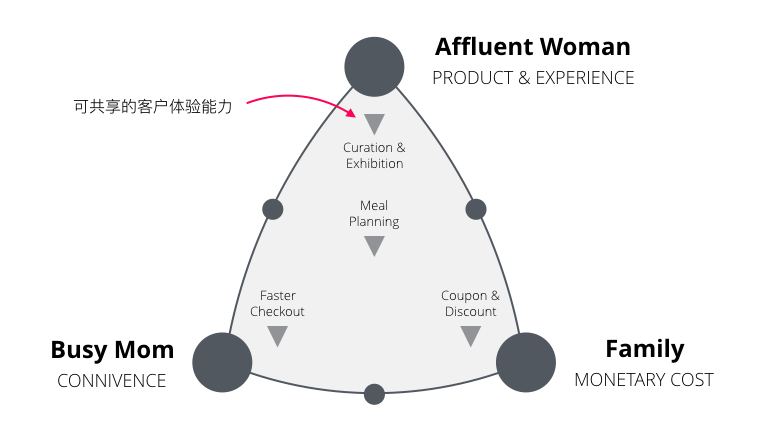 Affluent Woman
PRODUCT & EXPERIENCE
可共享的客户体验能力
Curation &
Exhibition
Meal
Planning
Faster
Checkout
Coupon &
Discount
Busy Mom
CONNIVENCE
Family
MONETARY COST